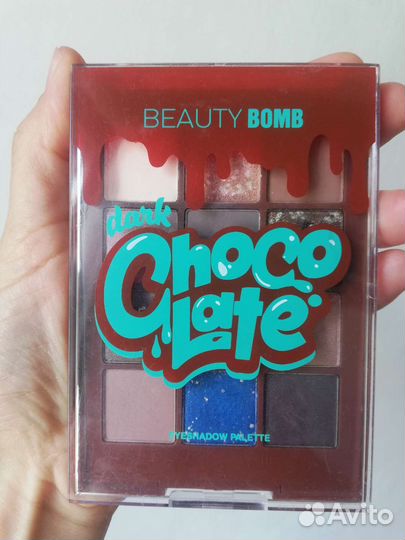 BEAUTY BOMB
dark
CHOCO
LATE
EYESHADOW PALETTE
Avito